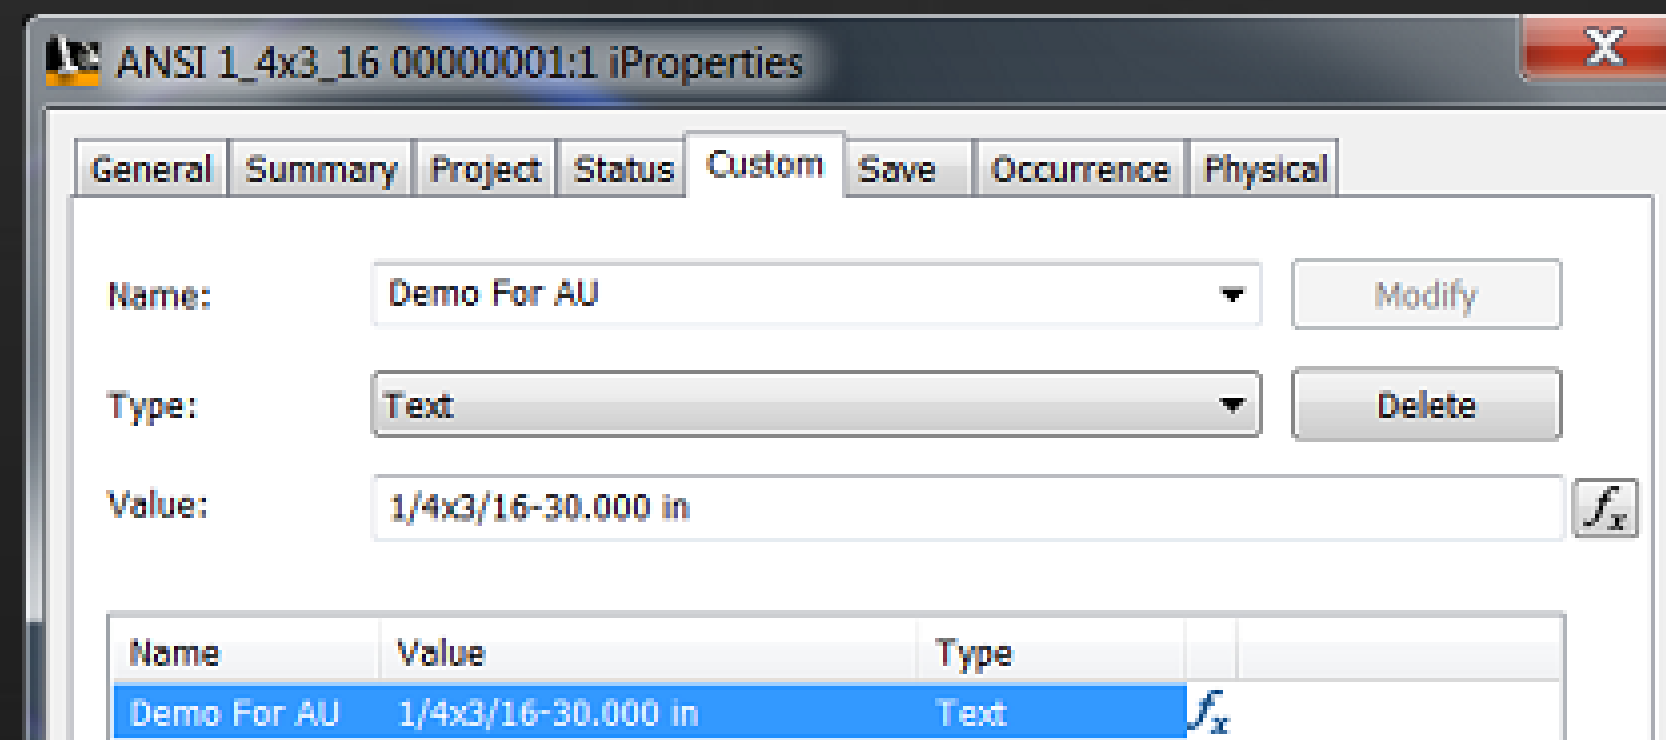 ANSI 1_4x3_16 00000001:1 iProperties
General Summary Project Status Custom Save Occurrence Physical
Name: Demo For AU Modify
Type: Text Delete
Value: 1/4x3/16-30.000 in fx
Name Value Type
Demo For AU 1/4x3/16-30.000 in Text fx